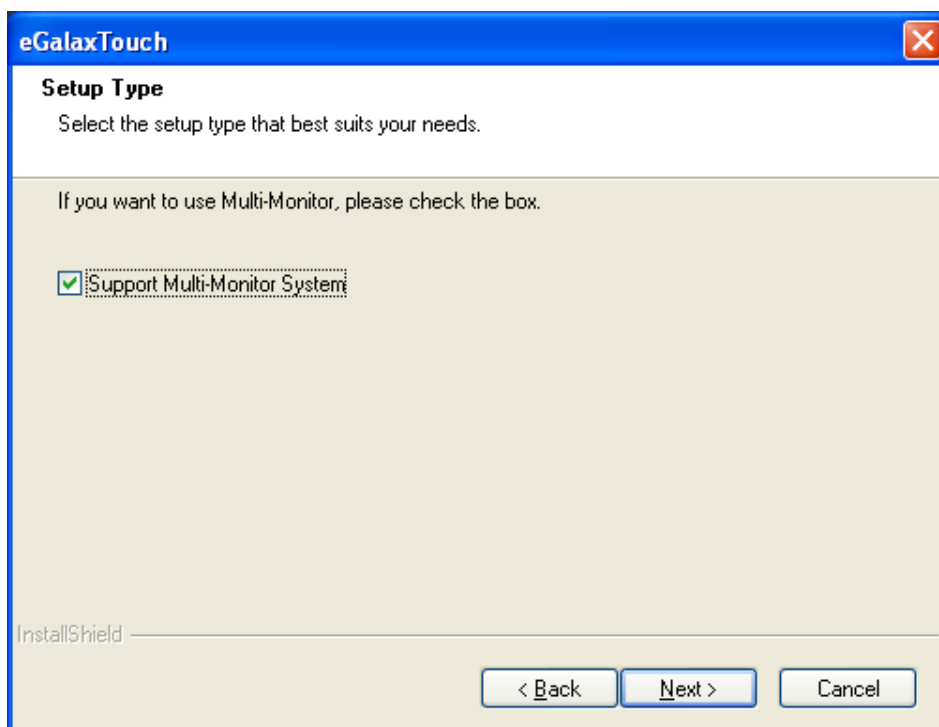 eGalaxTouch
Setup Type
Select the setup type that best suits your needs.
If you want to use Multi-Monitor, please check the box.
Support Multi-Monitor System
InstallShield
< Back Next > Cancel